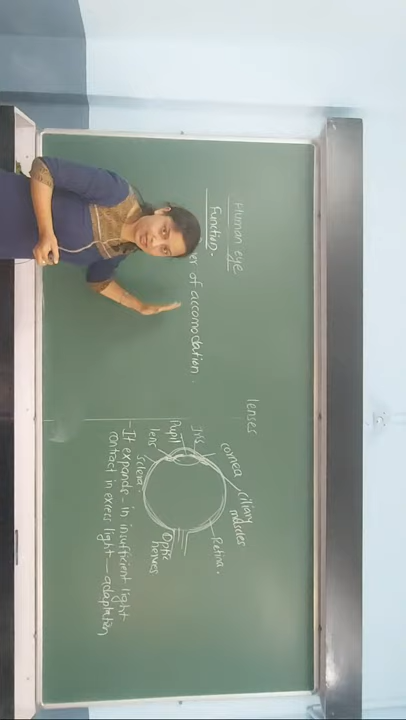 Human eye
Function.
of accomodation.
lenses
cornea
ciliary
muscles
Iris
Pupil
lens
Sclera.
Retina.
Optic
nerves
- It expands - in insufficient light
contract in excess light — adaptation